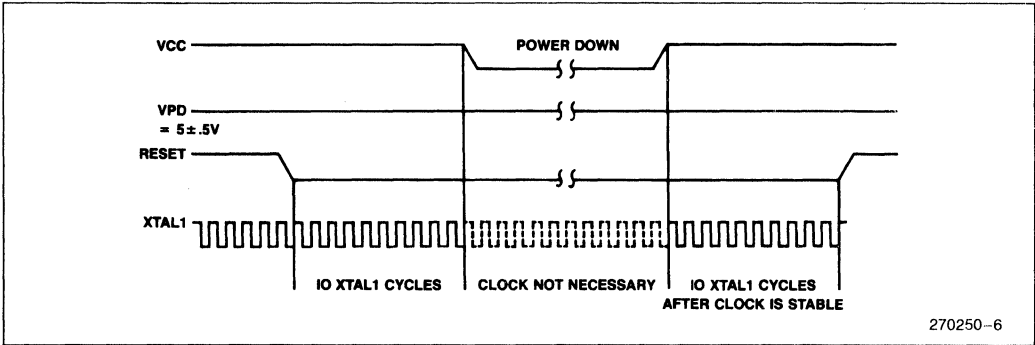 VCC
POWER DOWN
VPD
= 5±.5V
RESET
XTAL1
IO XTAL1 CYCLES
CLOCK NOT NECESSARY
IO XTAL1 CYCLES
AFTER CLOCK IS STABLE
270250-6